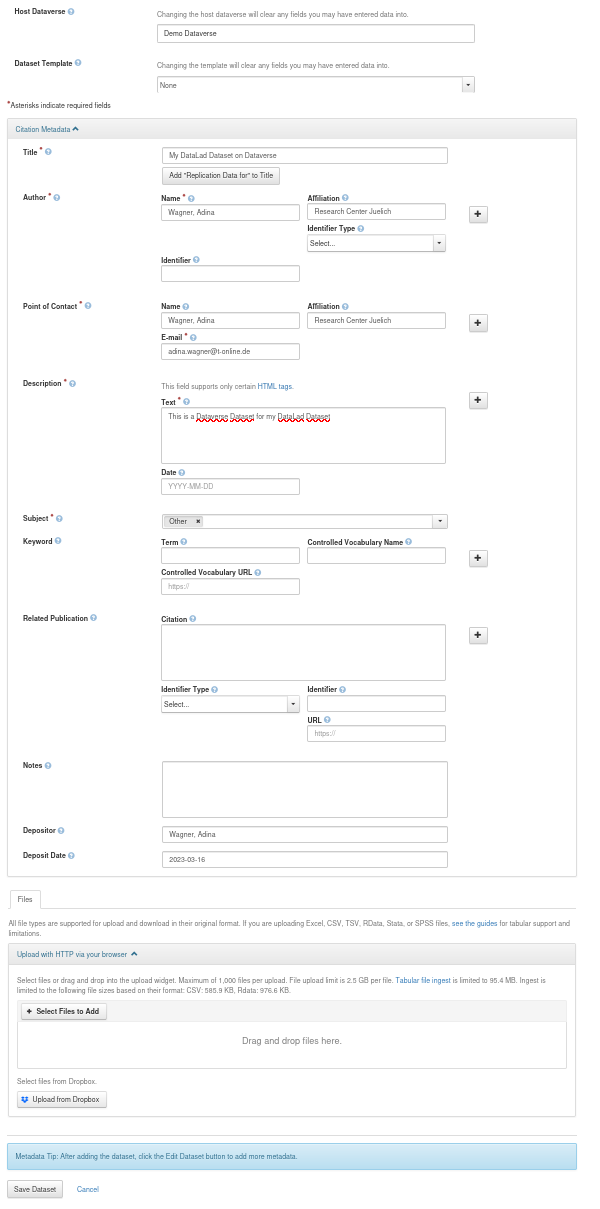 Host Dataverse
Changing the host dataverse will clear any fields you may have entered data into.
Demo Dataverse
Dataset Template
Changing the template will clear any fields you may have entered data into.
None
*Asterisks indicate required fields
Citation Metadata
Title *
My DataLad Dataset on Dataverse
Add "Replication Data for" to Title
Author *
Name * Affiliation
Wagner, Adina Research Center Juelich
Identifier Type
Select...
Identifier
Point of Contact *
Name Affiliation
Wagner, Adina Research Center Juelich
E-mail *
adina.wagner@t-online.de
Description *
This field supports only certain HTML tags.
Text *
This is a Dataverse Dataset for my DataLad Dataset
Date
YYYY-MM-DD
Subject *
Other
Keyword
Term Controlled Vocabulary Name
Controlled Vocabulary URL
https://
Related Publication
Citation
Identifier Type Identifier
Select...
URL
https://
Notes
Depositor
Wagner, Adina
Deposit Date
2023-03-16
Files
All file types are supported for upload and download in their original format. If you are uploading Excel, CSV, TSV, RData, Stata, or SPSS files, see the guides for tabular support and
limitations.
Upload with HTTP via your browser
Select files or drag and drop into the upload widget. Maximum of 1,000 files per upload. File upload limit is 2.5 GB per file. Tabular file ingest is limited to 95.4 MB. Ingest is
limited to the following file sizes based on their format: CSV: 585.9 KB, Rdata: 976.6 KB.
+ Select Files to Add
Drag and drop files here.
Select files from Dropbox.
Upload from Dropbox
Metadata Tip: After adding the dataset, click the Edit Dataset button to add more metadata.
Save Dataset Cancel